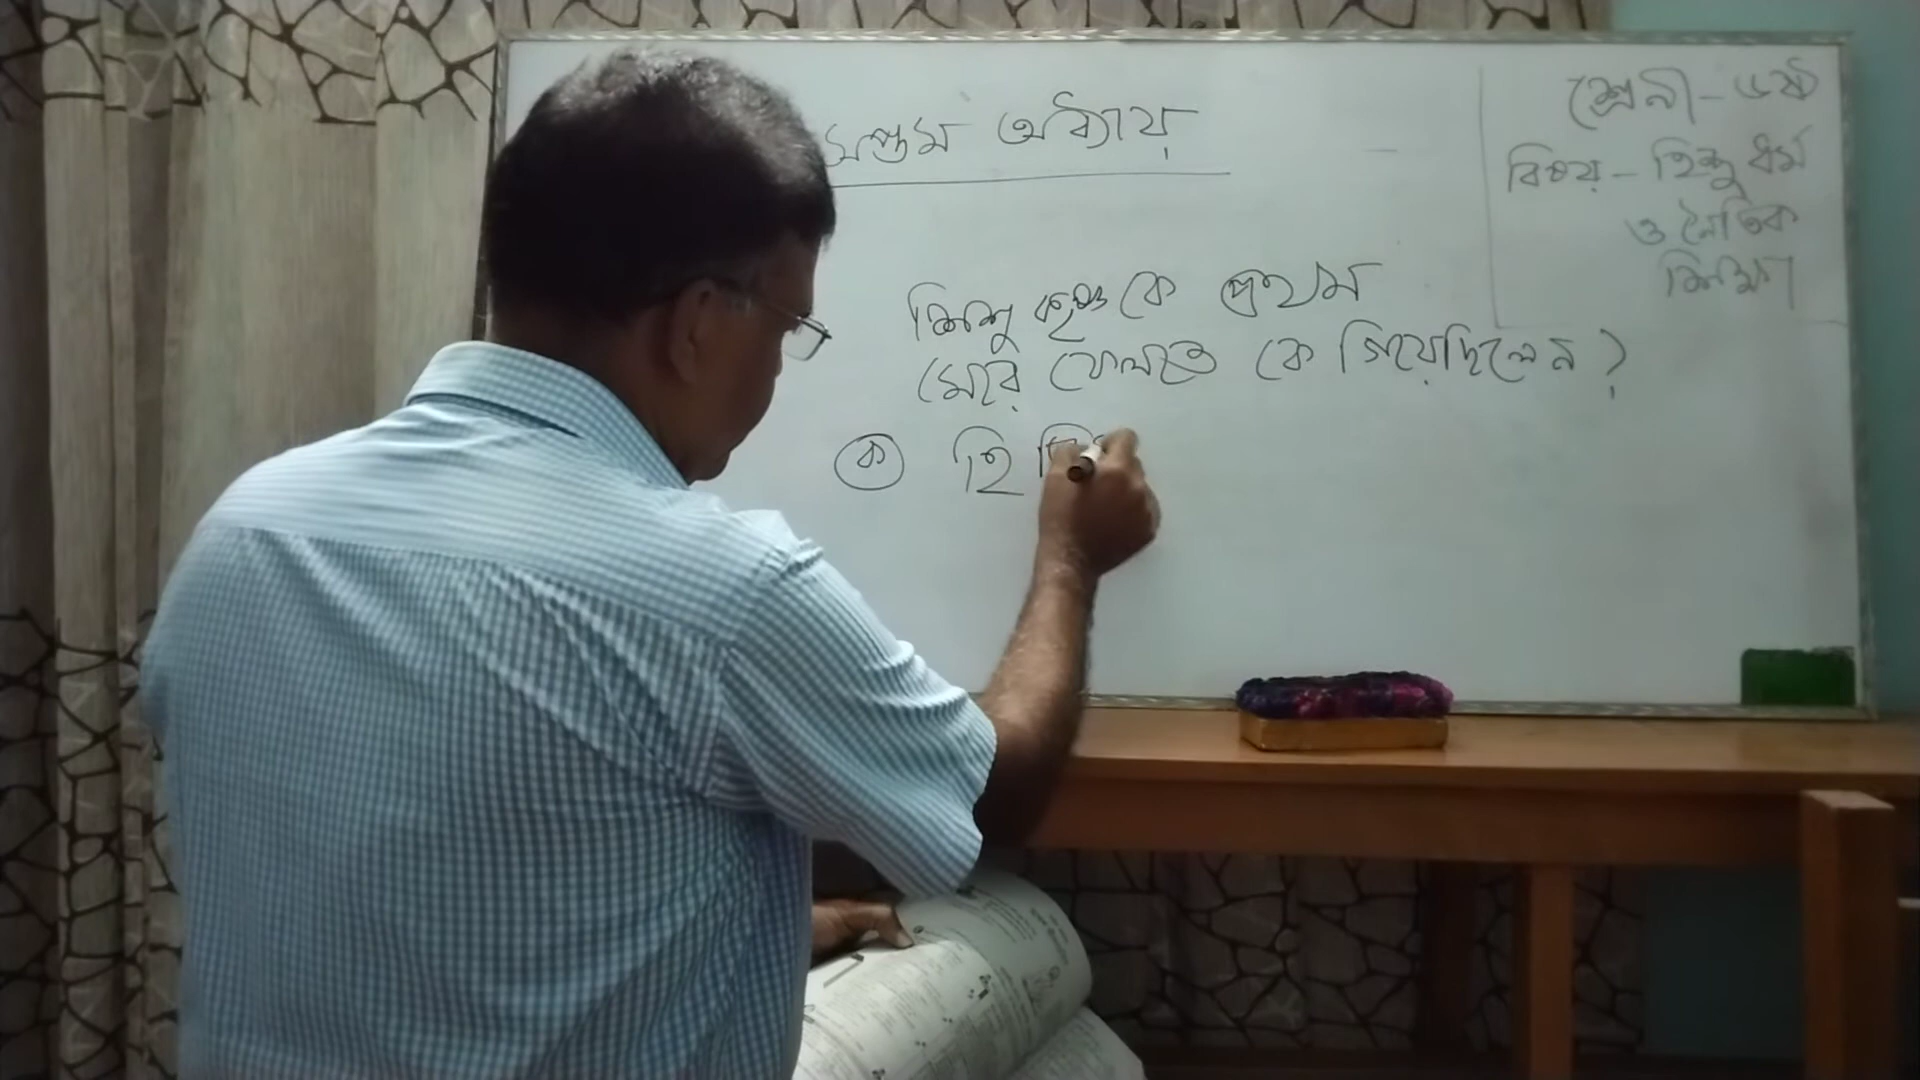 সপ্তম অধ্যায়
শ্রেনী - ৬ষ্ঠ
বিষয় - হিন্দু ধর্ম
ও নৈতিক
শিক্ষা
শিশু কৃষ্ণকে প্রথম
মেরে ফেলতে কে গিয়েছিলেন?
ক